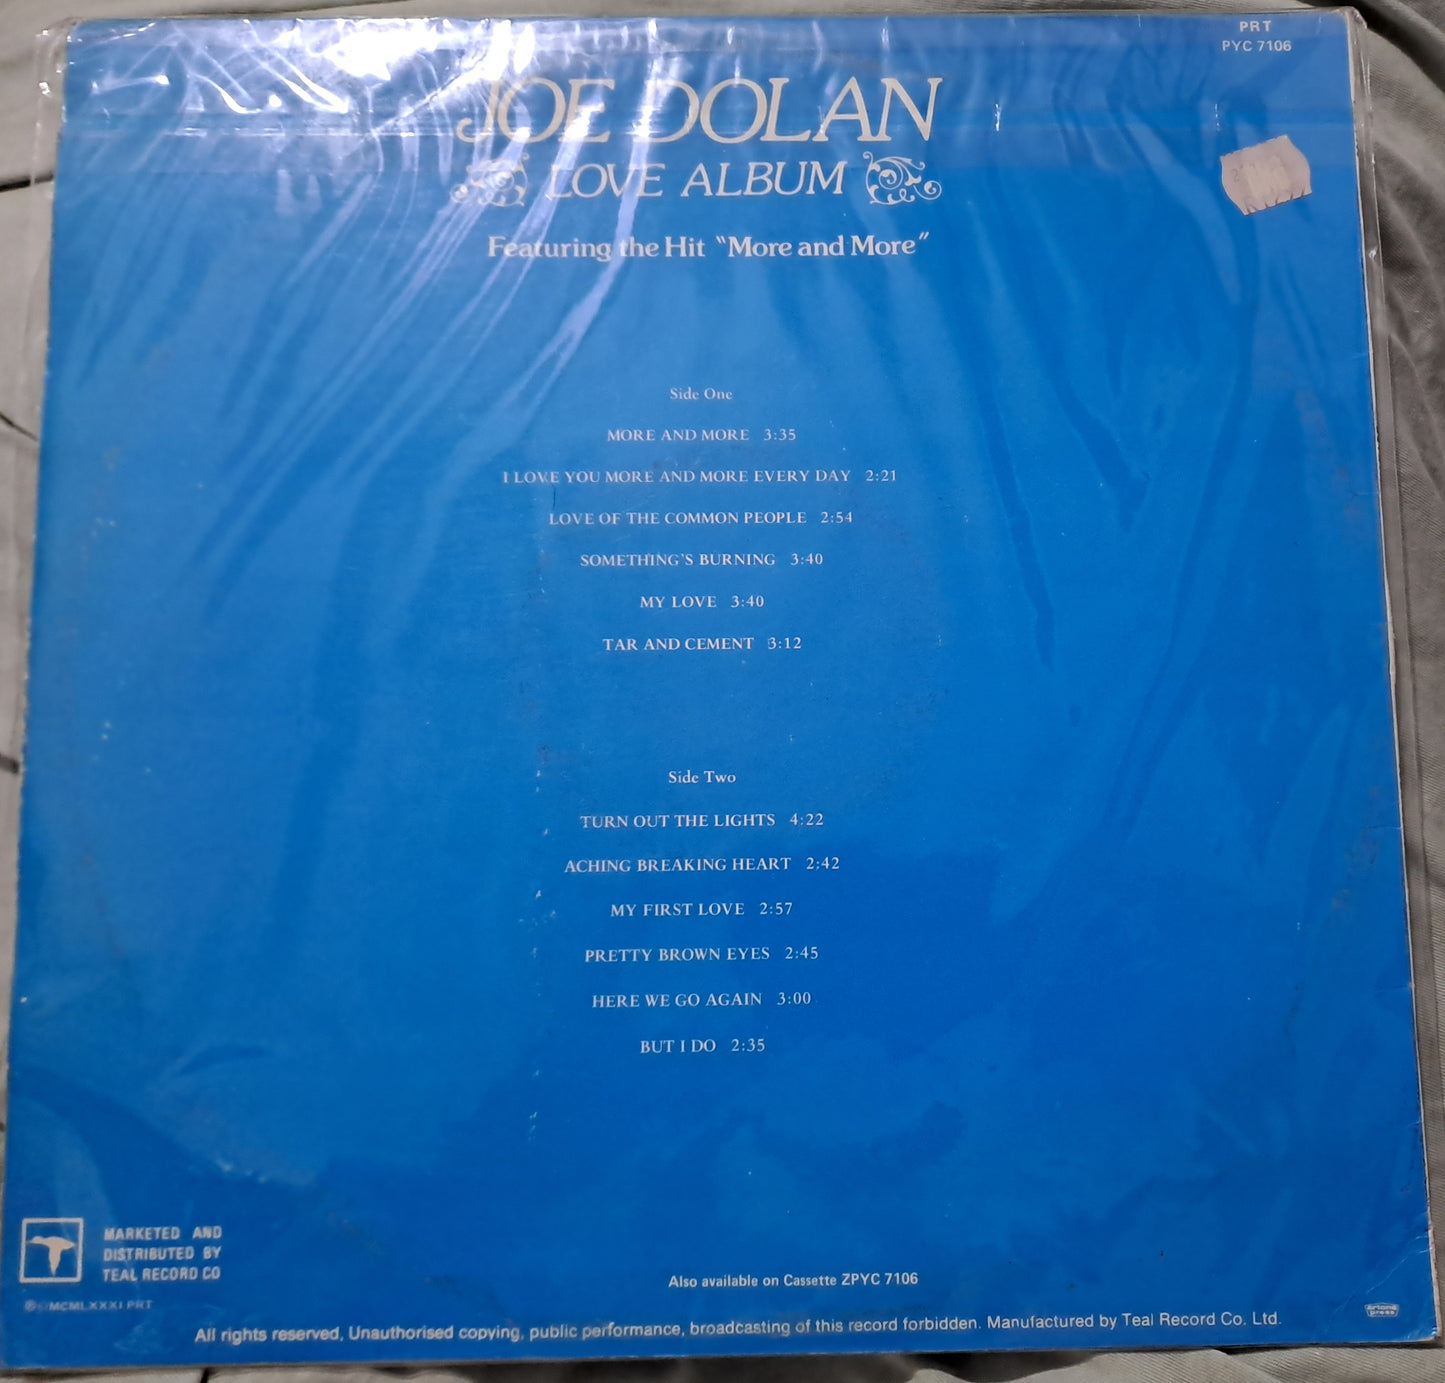 PRT
PYC 7106
JOE DOLAN
LOVE ALBUM
Featuring the Hit "More and More"
Side One
MORE AND MORE 3:35
I LOVE YOU MORE AND MORE EVERY DAY 2:21
LOVE OF THE COMMON PEOPLE 2:54
SOMETHING'S BURNING 3:40
MY LOVE 3:40
TAR AND CEMENT 3:12
Side Two
TURN OUT THE LIGHTS 4:22
ACHING BREAKING HEART 2:42
MY FIRST LOVE 2:57
PRETTY BROWN EYES 2:45
HERE WE GO AGAIN 3:00
BUT I DO 2:35
MARKETED AND
DISTRIBUTED BY
TEAL RECORD CO
Also available on Cassette ZPYC 7106
℗ © MCMLXXXI PRT
artone press
All rights reserved, Unauthorised copying, public performance, broadcasting of this record forbidden. Manufactured by Teal Record Co. Ltd.